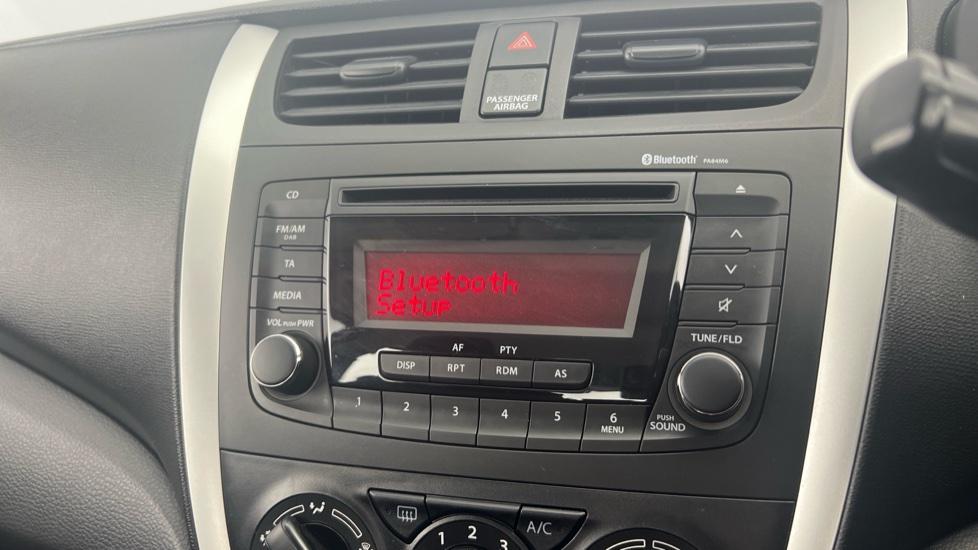 PASSENGER
AIRBAG
Bluetooth® PA84M6
CD
FM/AM
DAB
TA
MEDIA
VOL PUSH PWR
Bluetooth
Setup
TUNE/FLD
AF PTY
DISP RPT RDM AS
1 2 3 4 5 6
MENU
PUSH
SOUND
A/C
1 2 3